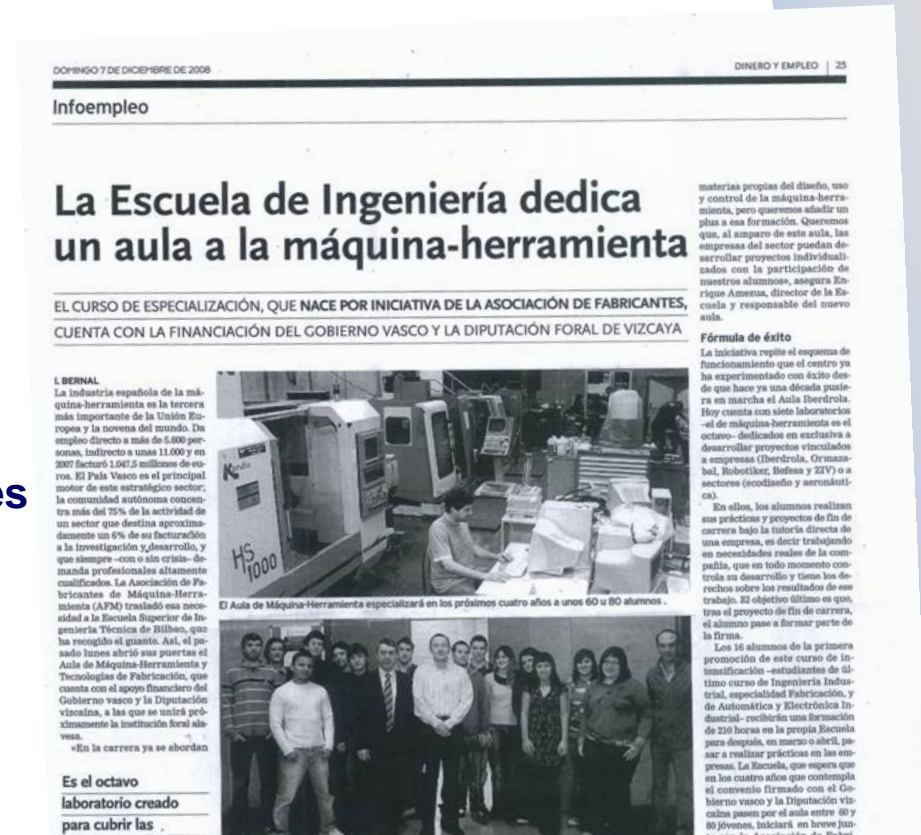 DOMINGO 7 DE DICIEMBRE DE 2008
DINERO Y EMPLEO | 23
Infoempleo
La Escuela de Ingeniería dedica
un aula a la máquina-herramienta
EL CURSO DE ESPECIALIZACIÓN, QUE NACE POR INICIATIVA DE LA ASOCIACIÓN DE FABRICANTES,
CUENTA CON LA FINANCIACIÓN DEL GOBIERNO VASCO Y LA DIPUTACIÓN FORAL DE VIZCAYA
es
I. BERNAL
La industria española de la má-
quina-herramienta es la tercera
más importante de la Unión Eu-
ropea y la novena del mundo. Da
empleo directo a más de 5.600 per-
sonas, indirecto a unas 11.000 y en
2007 facturó 1.047,5 millones de eu-
ros. El País Vasco es el principal
motor de este estratégico sector;
la comunidad autónoma concen-
tra más del 75% de la actividad de
un sector que destina aproxima-
damente un 6% de su facturación
a la investigación y desarrollo, y
que siempre –con o sin crisis– de-
manda profesionales altamente
cualificados. La Asociación de Fa-
bricantes de Máquina-Herra-
mienta (AFM) trasladó esa nece-
sidad a la Escuela Superior de In-
geniería Técnica de Bilbao, que
ha recogido el guante. Así, el pa-
sado lunes abrió sus puertas el
Aula de Máquina-Herramienta y
Tecnologías de Fabricación, que
cuenta con el apoyo financiero del
Gobierno vasco y la Diputación
vizcaína, a las que se unirá pró-
ximamente la institución foral ala-
vesa.
«En la carrera ya se abordan
Es el octavo
laboratorio creado
para cubrir las
HS
1000
El Aula de Máquina-Herramienta especializará en los próximos cuatro años a unos 60 u 80 alumnos.
materias propias del diseño, uso
y control de la máquina-herra-
mienta, pero queremos añadir un
plus a esa formación. Queremos
que, al amparo de este aula, las
empresas del sector puedan de-
sarrollar proyectos individuali-
zados con la participación de
nuestros alumnos», asegura En-
rique Amezua, director de la Es-
cuela y responsable del nuevo
aula.
Fórmula de éxito
La iniciativa repite el esquema de
funcionamiento que el centro ya
ha experimentado con éxito des-
de que hace ya una década pusie-
ra en marcha el Aula Iberdrola.
Hoy cuenta con siete laboratorios
–el de máquina-herramienta es el
octavo– dedicados en exclusiva a
desarrollar proyectos vinculados
a empresas (Iberdrola, Ormaza-
bal, Robotiker, Befesa y ZIV) o a
sectores (ecodiseño y aeronáuti-
ca).
En ellos, los alumnos realizan
sus prácticas y proyectos de fin de
carrera bajo la tutoría directa de
una empresa, es decir trabajando
en necesidades reales de la com-
pañía, que en todo momento con-
trola su desarrollo y tiene los de-
rechos sobre los resultados de ese
trabajo. El objetivo último es que,
tras el proyecto de fin de carrera,
el alumno pase a formar parte de
la firma.
Los 16 alumnos de la primera
promoción de este curso de in-
tensificación –estudiantes de úl-
timo curso de Ingeniería Indus-
trial, especialidad Fabricación, y
de Automática y Electrónica In-
dustrial– recibirán una formación
de 210 horas en la propia Escuela
para después, en marzo o abril, pa-
sar a realizar prácticas en las em-
presas. La Escuela, que espera que
en los cuatro años que contempla
el convenio firmado con el Go-
bierno vasco y la Diputación viz-
caína pasen por el aula entre 60 y
80 jóvenes, iniciará en breve jun-